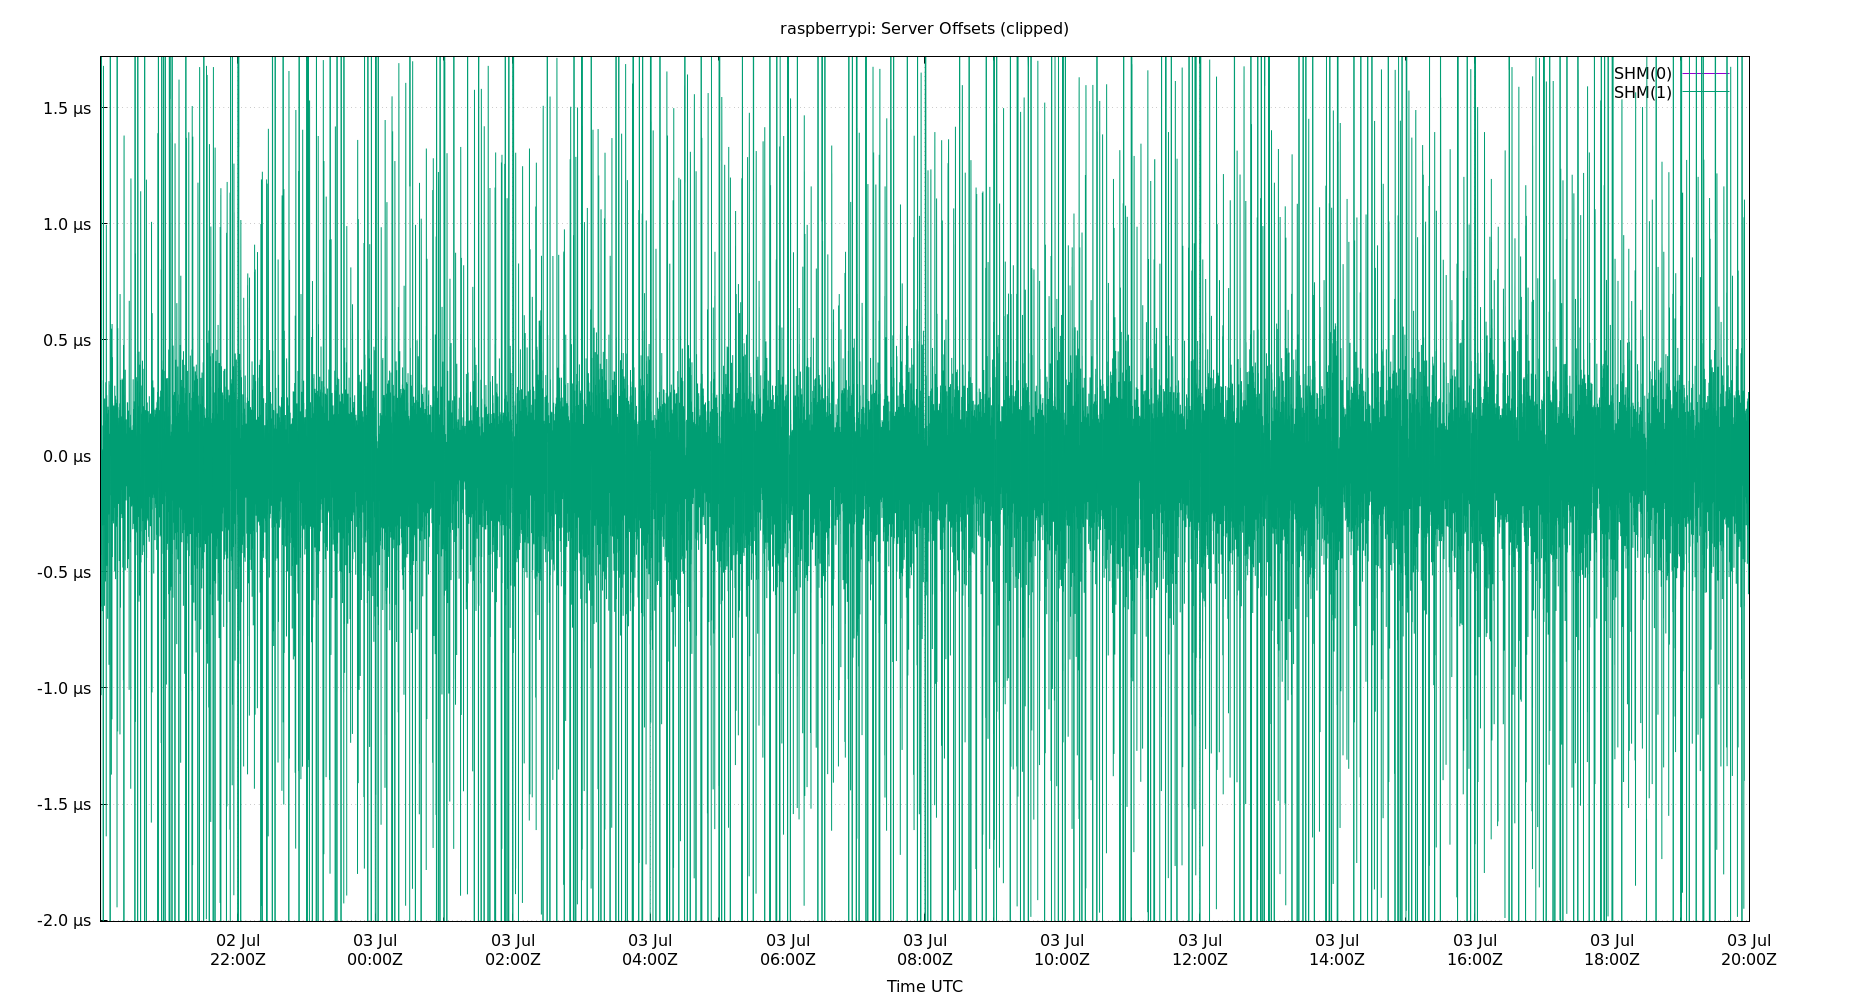 raspberrypi: Server Offsets (clipped)
SHM(0)
SHM(1)
1.5 µs
1.0 µs
0.5 µs
0.0 µs
-0.5 µs
-1.0 µs
-1.5 µs
-2.0 µs
02 Jul 03 Jul 03 Jul 03 Jul 03 Jul 03 Jul 03 Jul 03 Jul 03 Jul 03 Jul 03 Jul 03 Jul
22:00Z 00:00Z 02:00Z 04:00Z 06:00Z 08:00Z 10:00Z 12:00Z 14:00Z 16:00Z 18:00Z 20:00Z
Time UTC